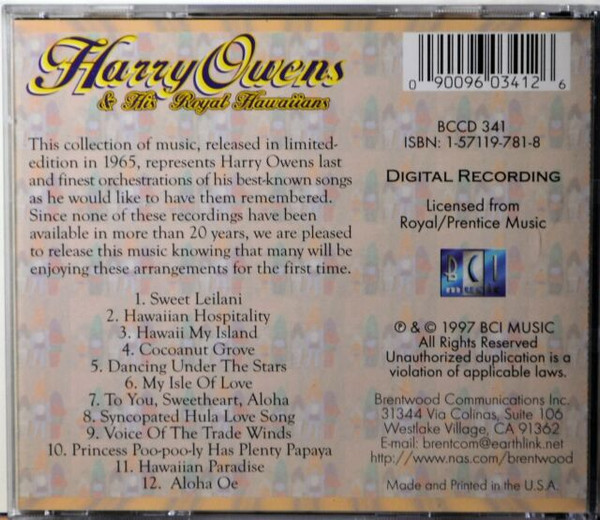 Harry Owens
& His Royal Hawaiians
This collection of music, released in limited-
edition in 1965, represents Harry Owens last
and finest orchestrations of his best-known songs
as he would like to have them remembered.
Since none of these recordings have been
available in more than 20 years, we are pleased
to release this music knowing that many will be
enjoying these arrangements for the first time.
1. Sweet Leilani
2. Hawaiian Hospitality
3. Hawaii My Island
4. Cocoanut Grove
5. Dancing Under The Stars
6. My Isle Of Love
7. To You, Sweetheart, Aloha
8. Syncopated Hula Love Song
9. Voice Of The Trade Winds
10. Princess Poo-poo-ly Has Plenty Papaya
11. Hawaiian Paradise
12. Aloha Oe
0 90096 03412 6
BCCD 341
ISBN: 1-57119-781-8
DIGITAL RECORDING
Licensed from
Royal/Prentice Music
BCI
music
℗ & © 1997 BCI MUSIC
All Rights Reserved
Unauthorized duplication is a
violation of applicable laws.
Brentwood Communications Inc.
31344 Via Colinas, Suite 106
Westlake Village, CA 91362
E-mail: brentcom@earthlink.net
http://www.nas.com/brentwood
Made and Printed in the U.S.A.